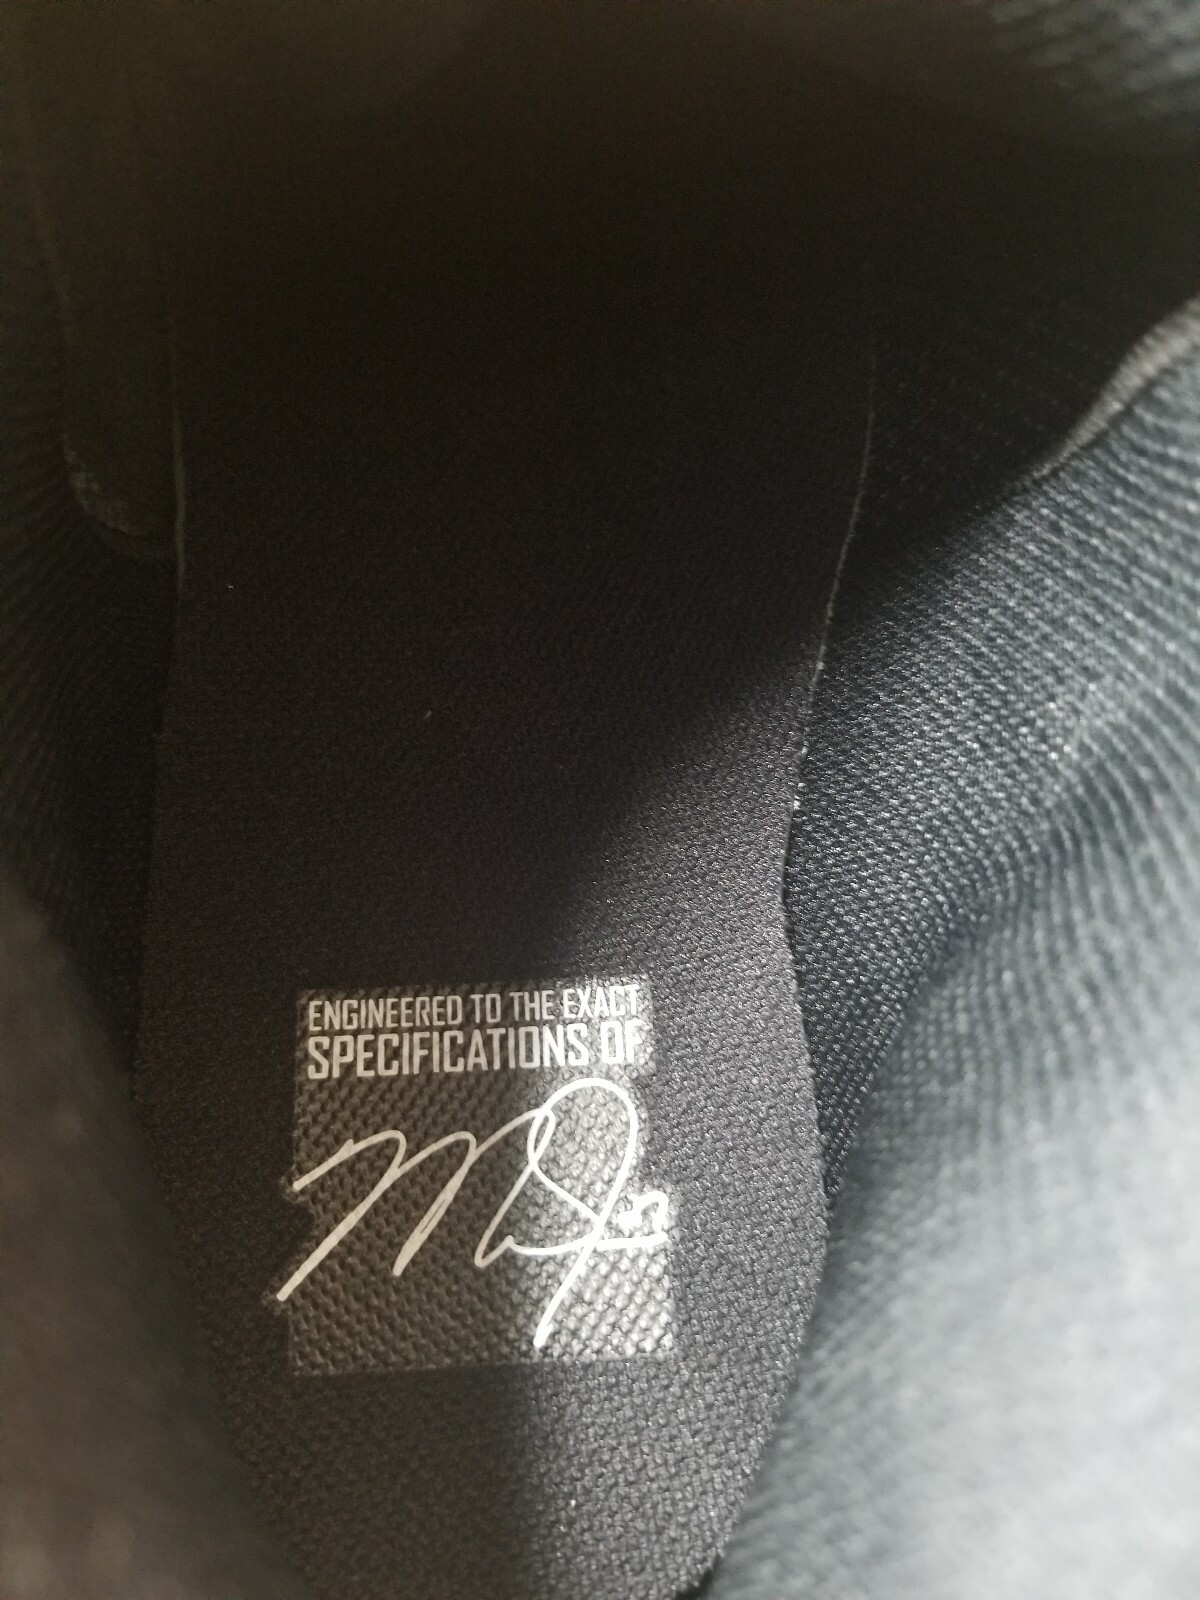 ENGINEERED TO THE EXACT
SPECIFICATIONS OF